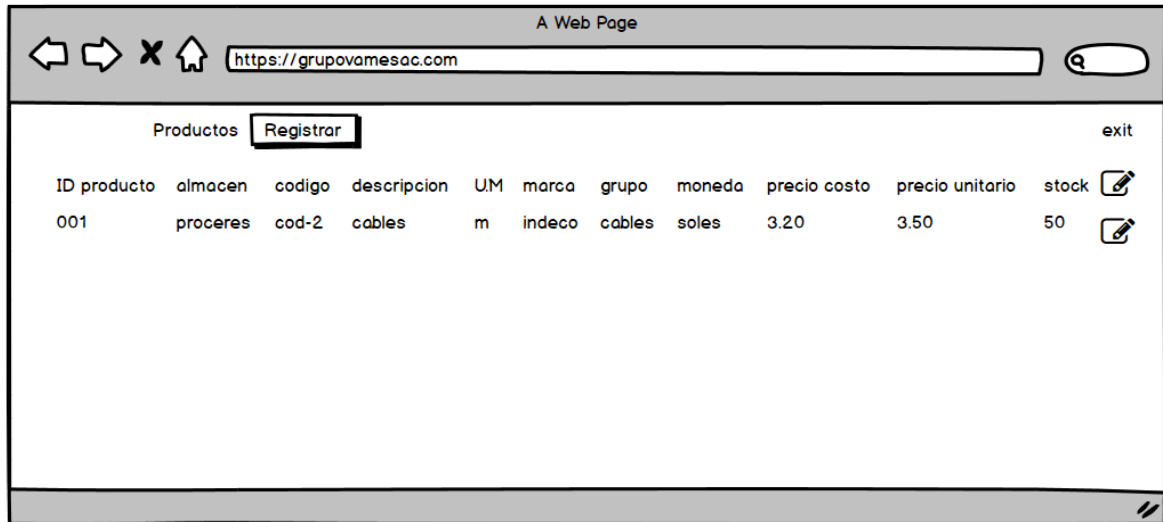 A Web Page
https://grupovamesac.com
Productos Registrar exit
ID producto almacen codigo descripcion U.M marca grupo moneda precio costo precio unitario stock
001 proceres cod-2 cables m indeco cables soles 3.20 3.50 50